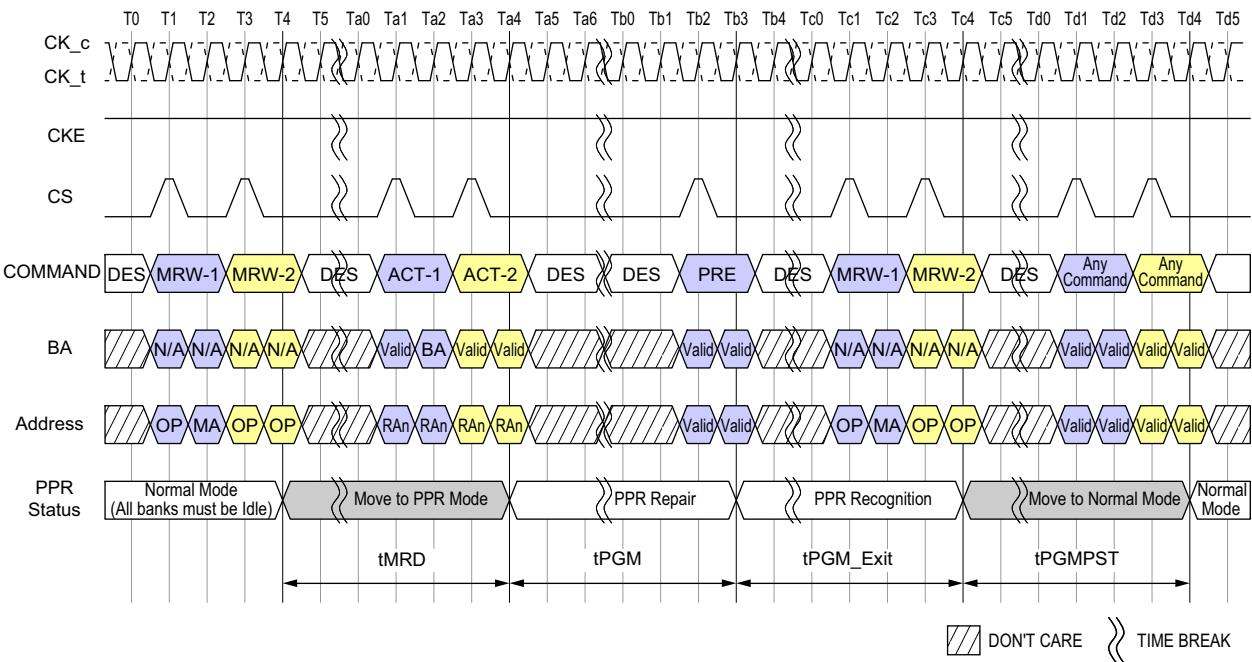 T0 T1 T2 T3 T4 T5 Ta0 Ta1 Ta2 Ta3 Ta4 Ta5 Ta6 Tb0 Tb1 Tb2 Tb3 Tb4 Tc0 Tc1 Tc2 Tc3 Tc4 Tc5 Td0 Td1 Td2 Td3 Td4 Td5
CK_c
CK_t
CKE
CS
COMMAND DES MRW-1 MRW-2 DES ACT-1 ACT-2 DES DES PRE DES MRW-1 MRW-2 DES Any Command Any Command
BA N/A N/A N/A N/A Valid BA Valid Valid Valid Valid N/A N/A N/A N/A Valid Valid Valid Valid
Address OP MA OP OP RAn RAn RAn RAn Valid Valid OP MA OP OP Valid Valid Valid Valid
PPR Status
Normal Mode
(All banks must be Idle)
Move to PPR Mode
PPR Repair
PPR Recognition
Move to Normal Mode
Normal Mode
tMRD tPGM tPGM_Exit tPGMPST
DON'T CARE TIME BREAK